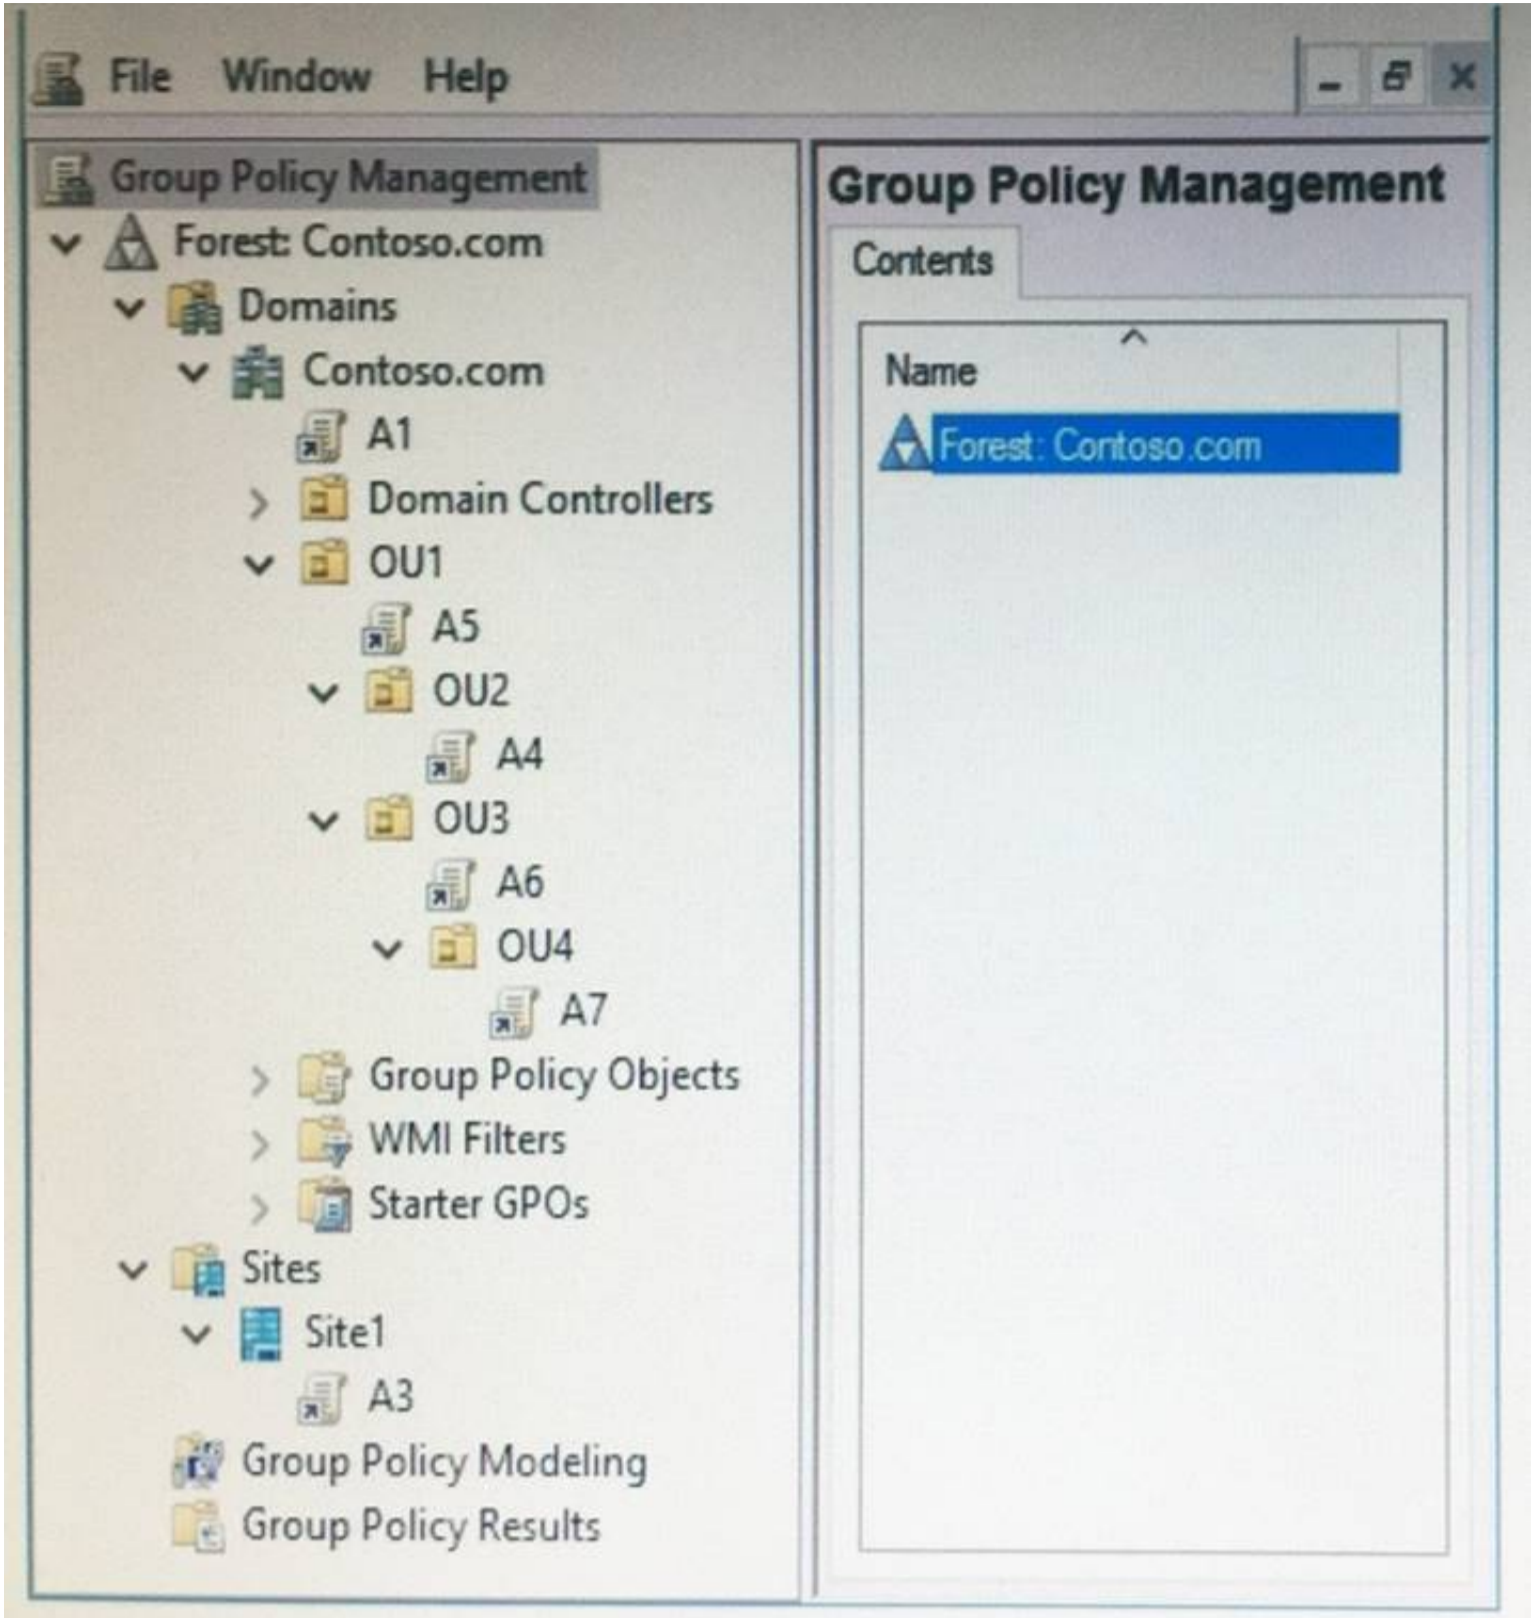 File Window Help
Group Policy Management
Forest: Contoso.com
Domains
Contoso.com
A1
Domain Controllers
OU1
A5
OU2
A4
OU3
A6
OU4
A7
Group Policy Objects
WMI Filters
Starter GPOs
Sites
Site1
A3
Group Policy Modeling
Group Policy Results
Group Policy Management
Contents
Name
Forest: Contoso.com